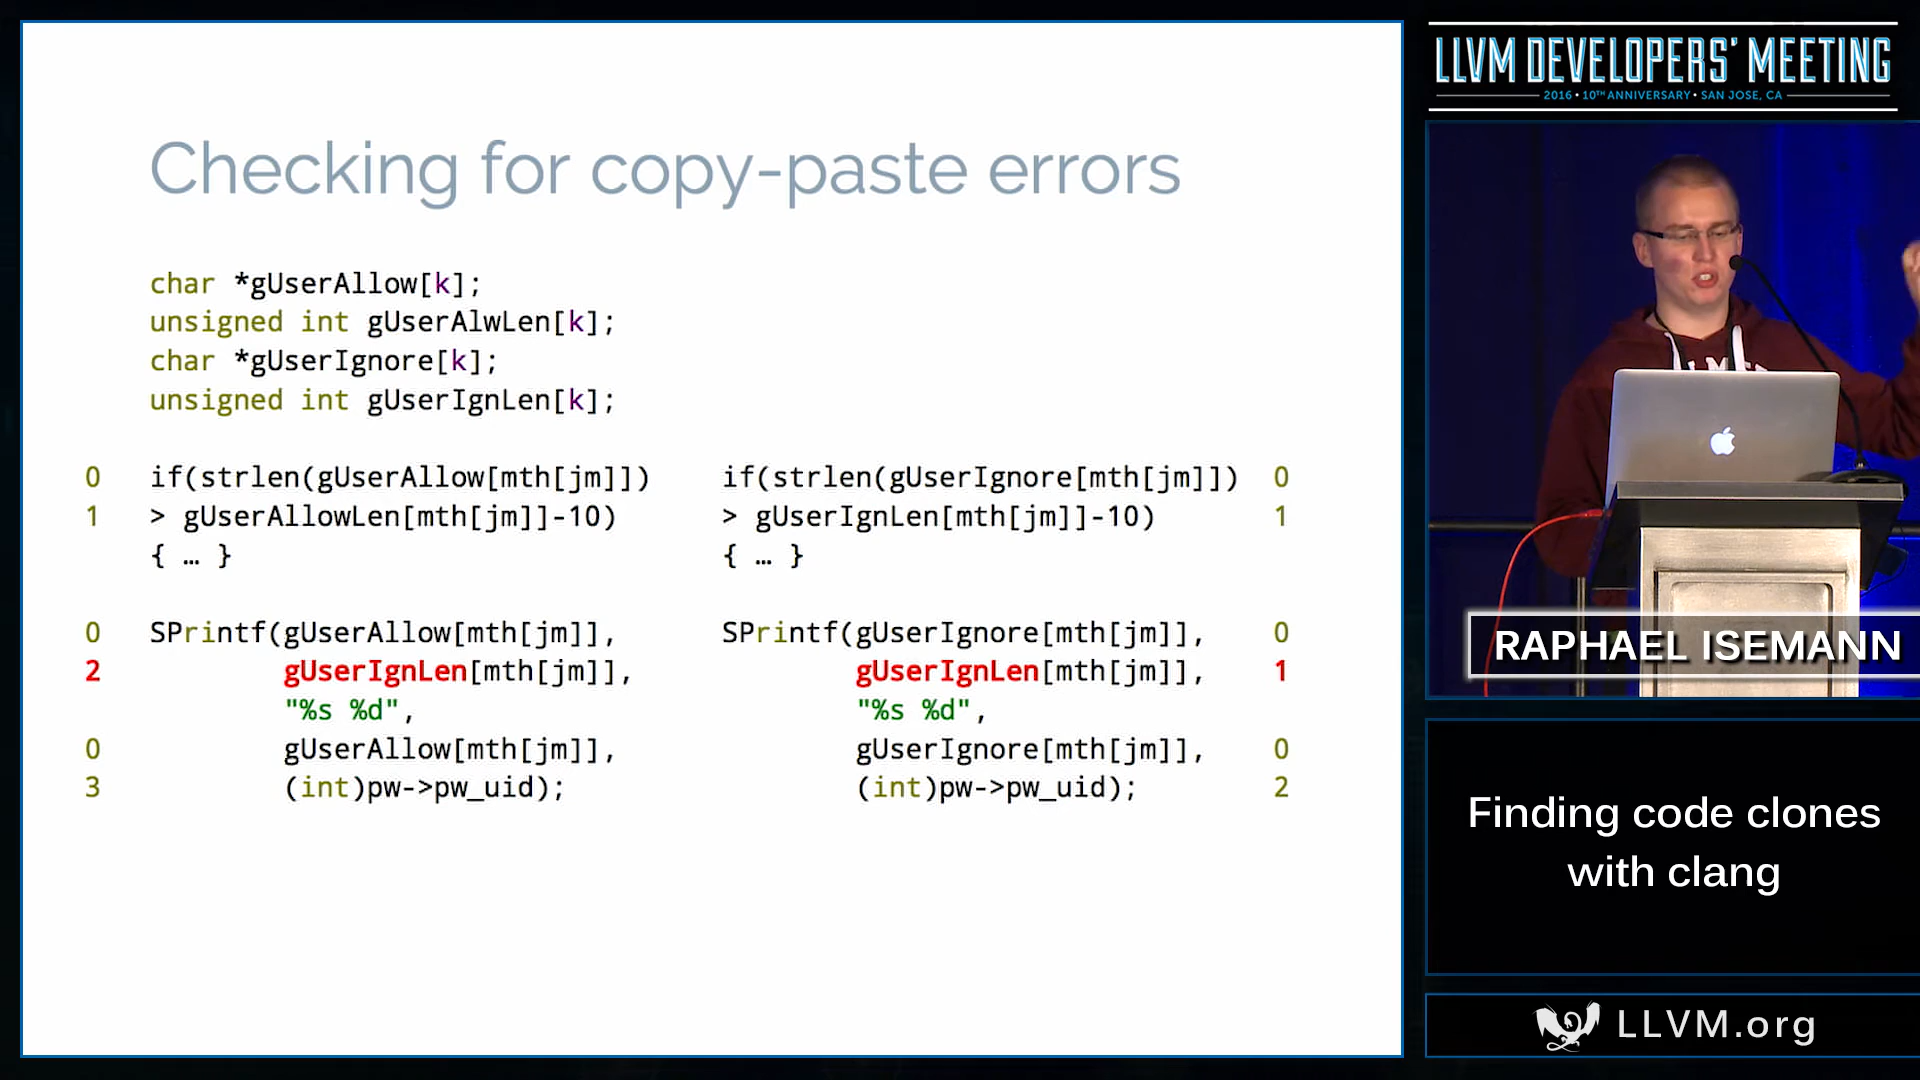 Checking for copy-paste errors
char *gUserAllow[k];
unsigned int gUserAlwLen[k];
char *gUserIgnore[k];
unsigned int gUserIgnLen[k];
0 if(strlen(gUserAllow[mth[jm]])
1 > gUserAllowLen[mth[jm]]-10)
{ … }
0 SPrintf(gUserAllow[mth[jm]],
2 gUserIgnLen[mth[jm]],
"%s %d",
0 gUserAllow[mth[jm]],
3 (int)pw->pw_uid);
if(strlen(gUserIgnore[mth[jm]]) 0
> gUserIgnLen[mth[jm]]-10) 1
{ … }
SPrintf(gUserIgnore[mth[jm]], 0
gUserIgnLen[mth[jm]], 1
"%s %d",
gUserIgnore[mth[jm]], 0
(int)pw->pw_uid); 2
LLVM DEVELOPERS' MEETING
2016 • 10TH ANNIVERSARY • SAN JOSE, CA
RAPHAEL ISEMANN
Finding code clones
with clang
LLVM.org